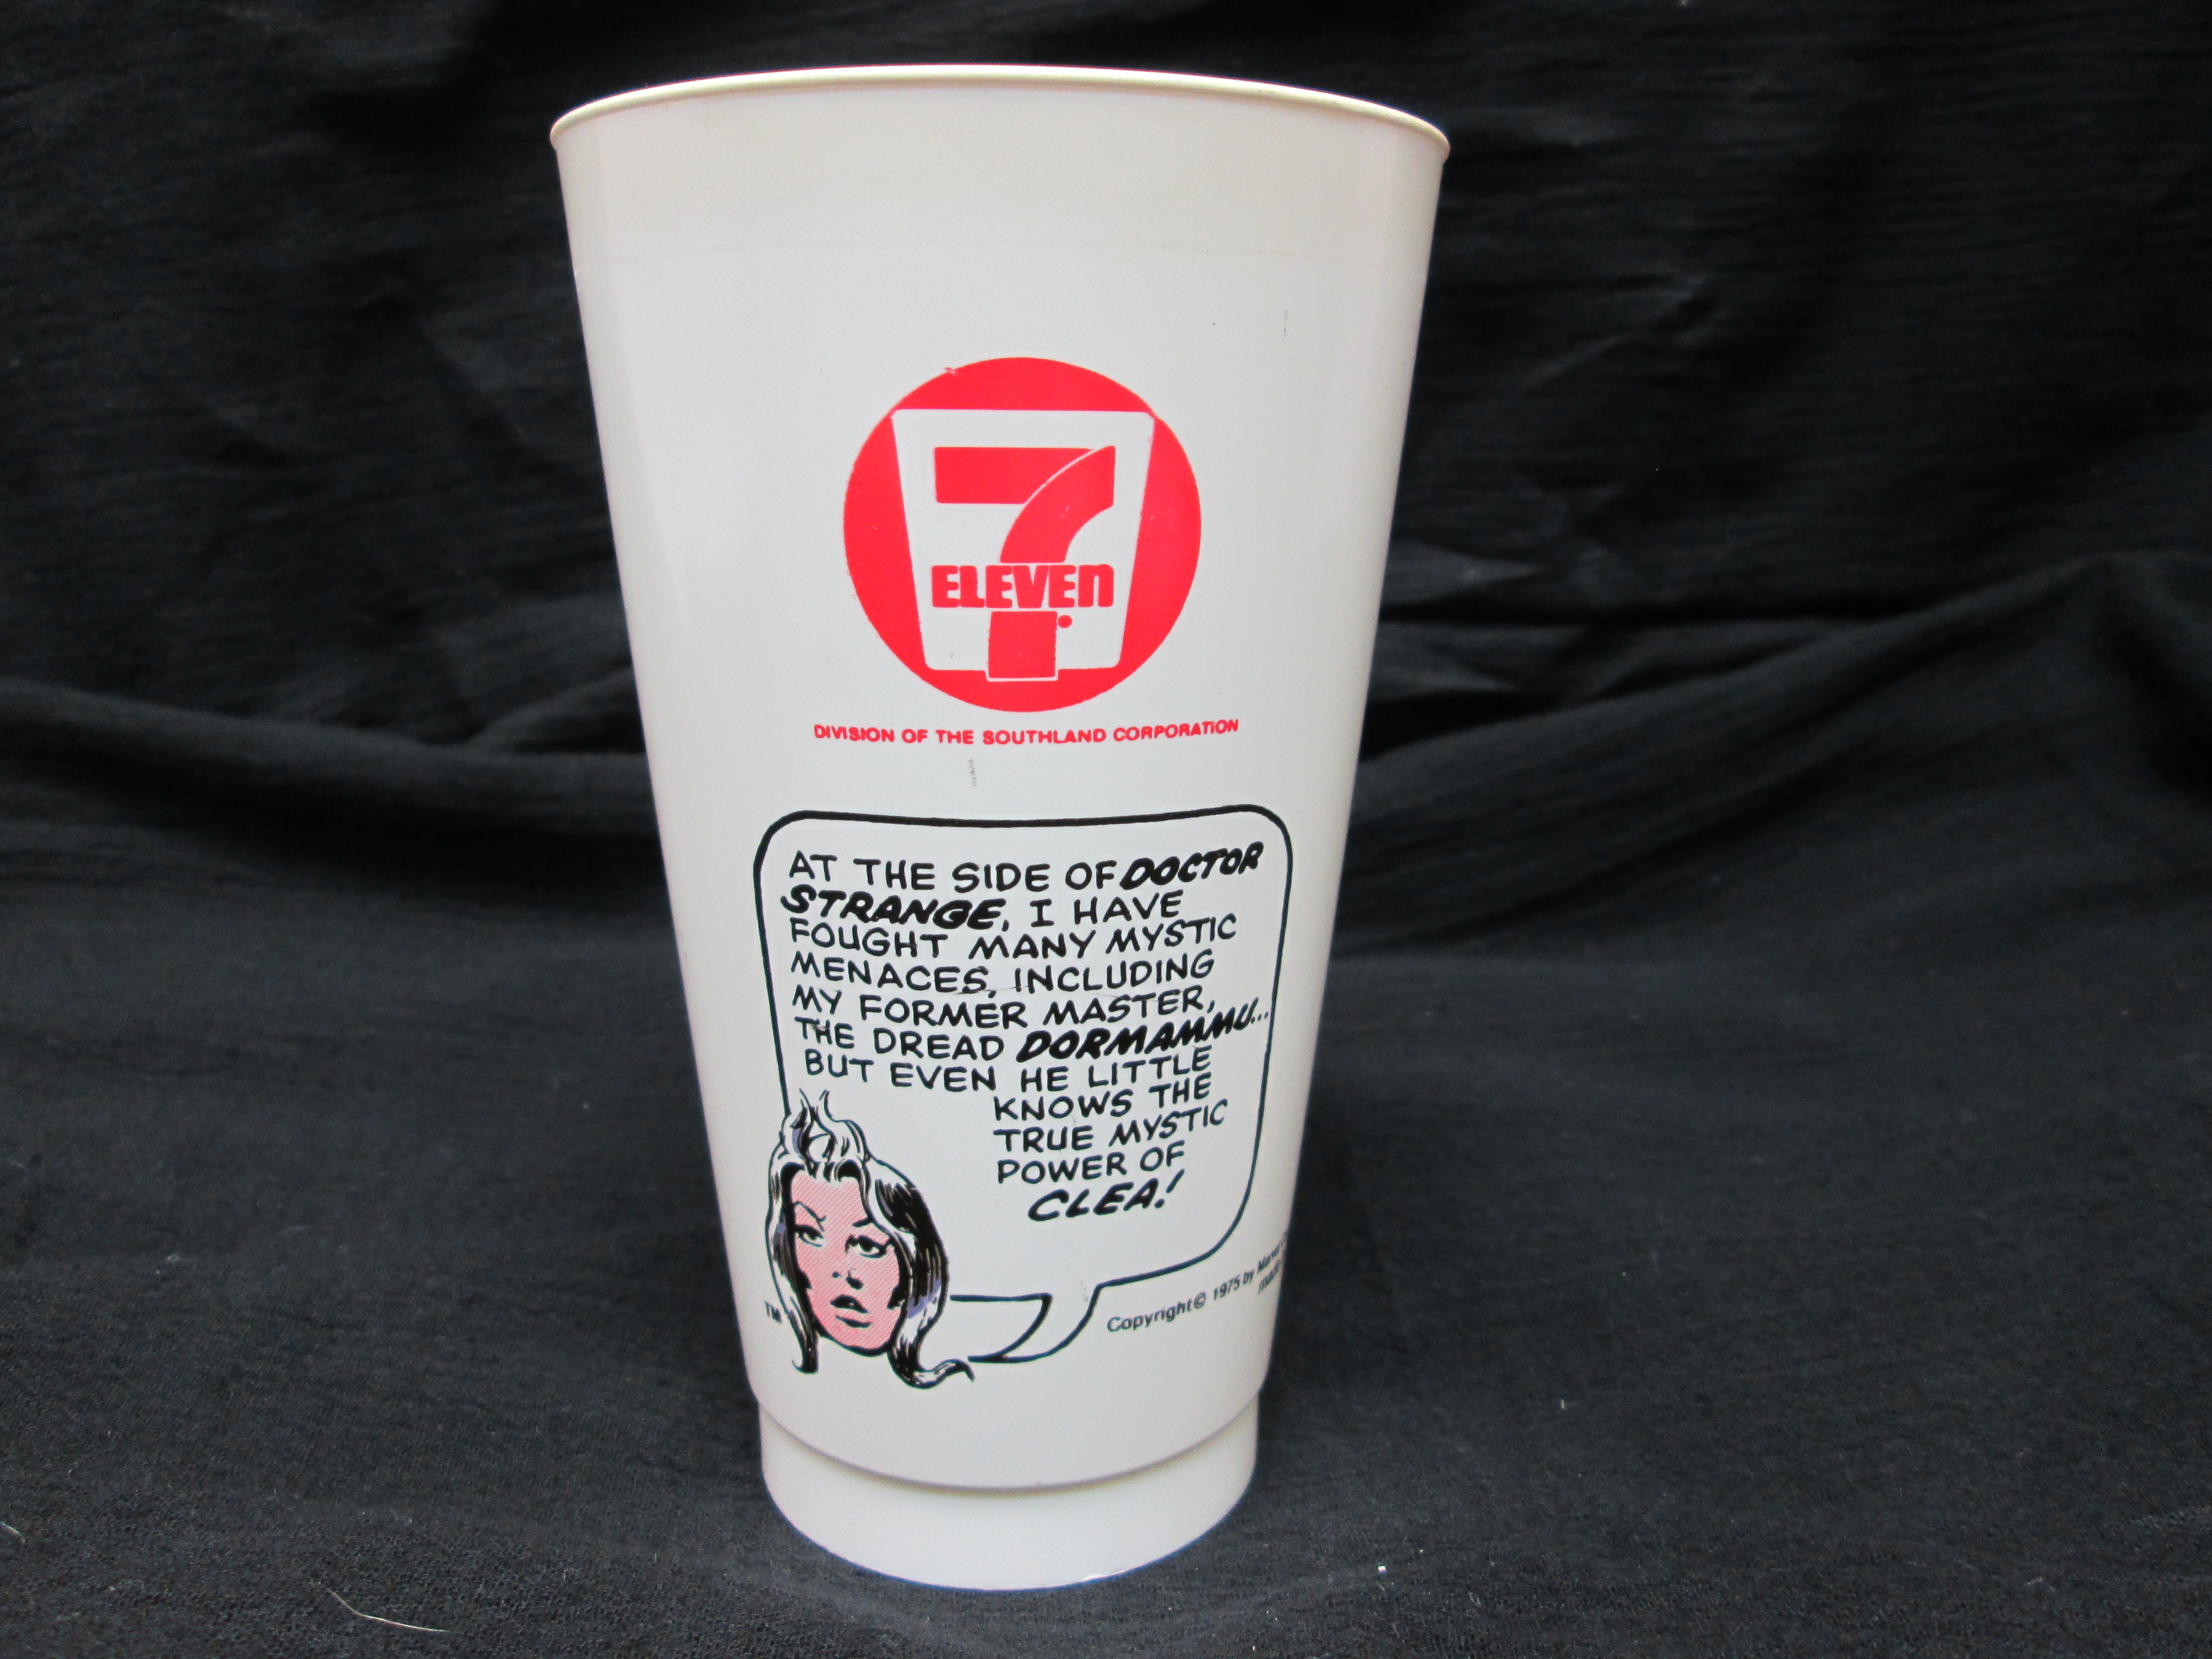 7
ELEVEn
DIVISION OF THE SOUTHLAND CORPORATION
AT THE SIDE OF DOCTOR
STRANGE, I HAVE
FOUGHT MANY MYSTIC
MENACES, INCLUDING
MY FORMER MASTER,
THE DREAD DORMAMMU...
BUT EVEN HE LITTLE
KNOWS THE
TRUE MYSTIC
POWER OF
CLEA!
TM
Copyright © 1975 by